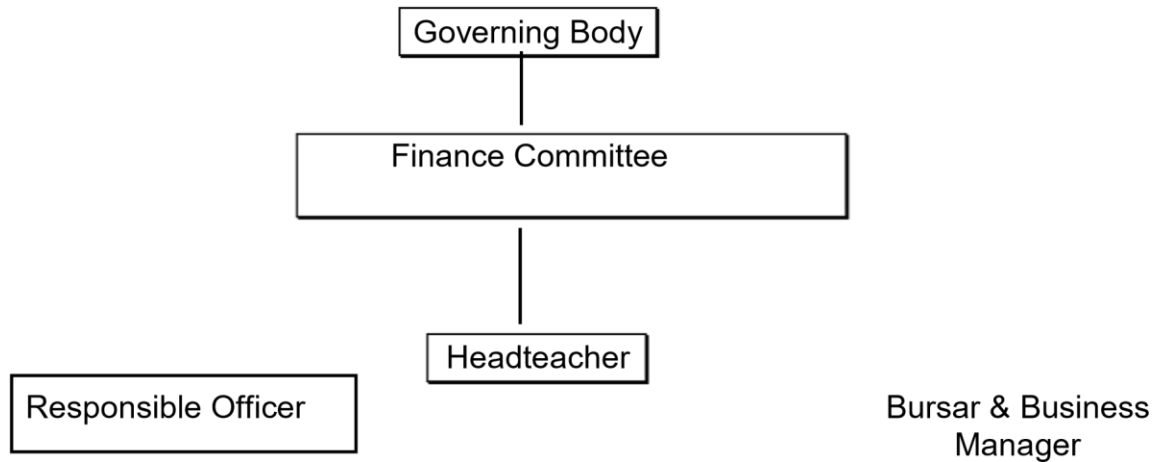 Governing Body
Finance Committee
Headteacher
Responsible Officer
Bursar & Business
Manager